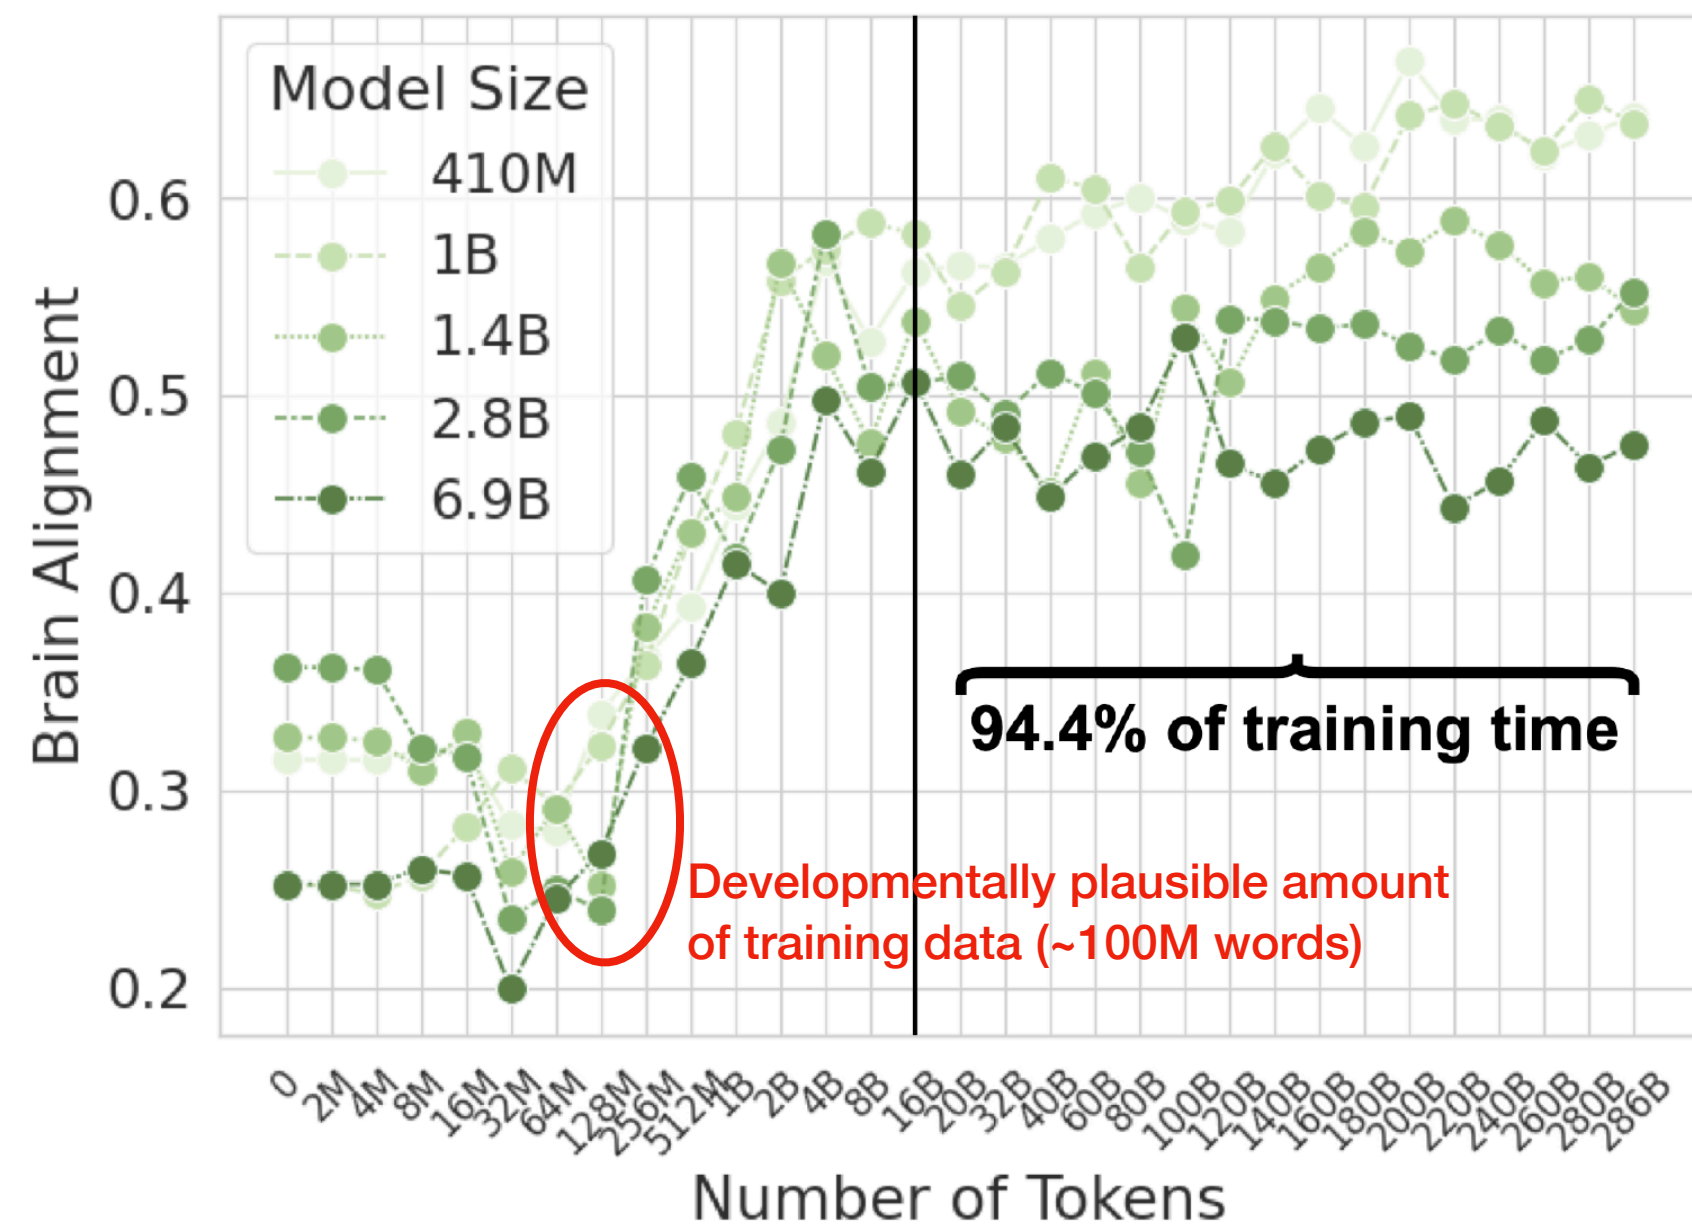 Model Size
410M
1B
1.4B
2.8B
6.9B
0.6
0.5
0.4
0.3
0.2
Brain Alignment
94.4% of training time
Developmentally plausible amount
of training data (~100M words)
0
2M
4M
8M
16M
32M
64M
128M
256M
512M
1B
2B
4B
8B
16B
20B
32B
40B
60B
80B
100B
120B
140B
160B
180B
200B
220B
240B
260B
280B
286B
Number of Tokens